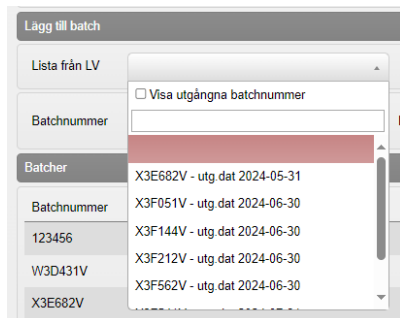 Lägg till batch
Lista från LV
Visa utgångna batchnummer
Batchnummer
Batcher
X3E682V - utg.dat 2024-05-31
Batchnummer
X3F051V - utg.dat 2024-06-30
123456
X3F144V - utg.dat 2024-06-30
X3F212V - utg.dat 2024-06-30
W3D431V
X3F562V - utg.dat 2024-06-30
X3E682V